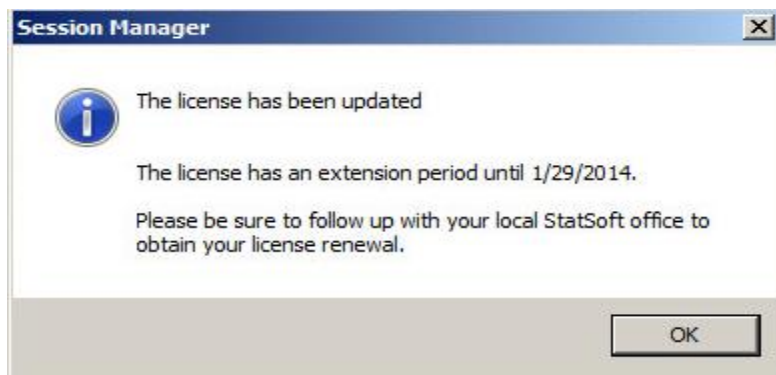 Session Manager
The license has been updated
The license has an extension period until 1/29/2014.
Please be sure to follow up with your local StatSoft office to
obtain your license renewal.
OK